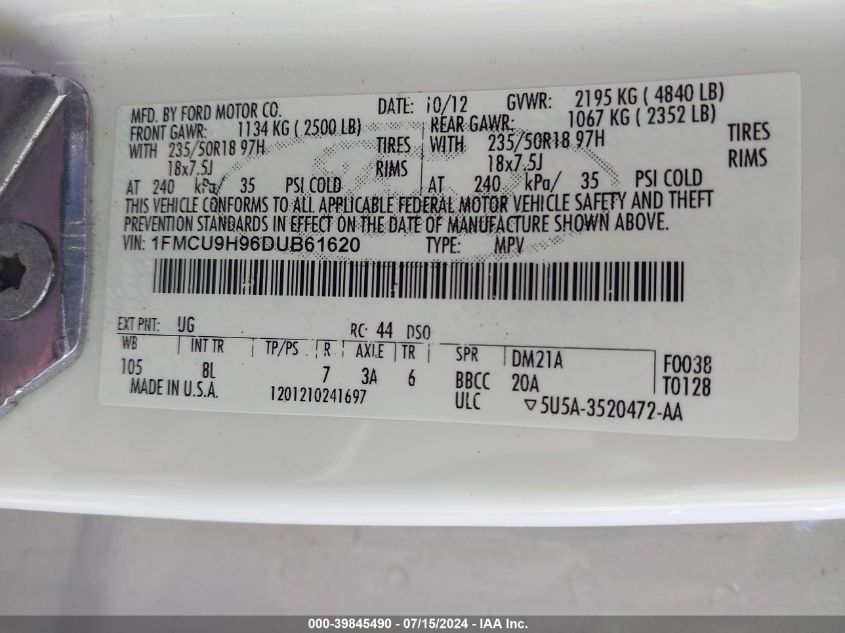 MFD. BY FORD MOTOR CO. DATE: 10/12 GVWR: 2195 KG ( 4840 LB)
FRONT GAWR: 1134 KG ( 2500 LB) REAR GAWR: 1067 KG ( 2352 LB)
WITH 235/50R18 97H TIRES WITH 235/50R18 97H TIRES
18x7.5J RIMS 18x7.5J RIMS
AT 240 kPa/ 35 PSI COLD AT 240 kPa/ 35 PSI COLD
THIS VEHICLE CONFORMS TO ALL APPLICABLE FEDERAL MOTOR VEHICLE SAFETY AND THEFT
PREVENTION STANDARDS IN EFFECT ON THE DATE OF MANUFACTURE SHOWN ABOVE.
VIN: 1FMCU9H96DUB61620 TYPE: MPV
EXT PNT: UG RC: 44 DSO
WB INT TR TP/PS R AXLE TR SPR DM21A F0038
105 8L 7 3A 6 BBCC 20A T0128
MADE IN U.S.A. 1201210241697 ULC ▽5U5A-3520472-AA
000-39845490 - 07/15/2024 - IAA Inc.